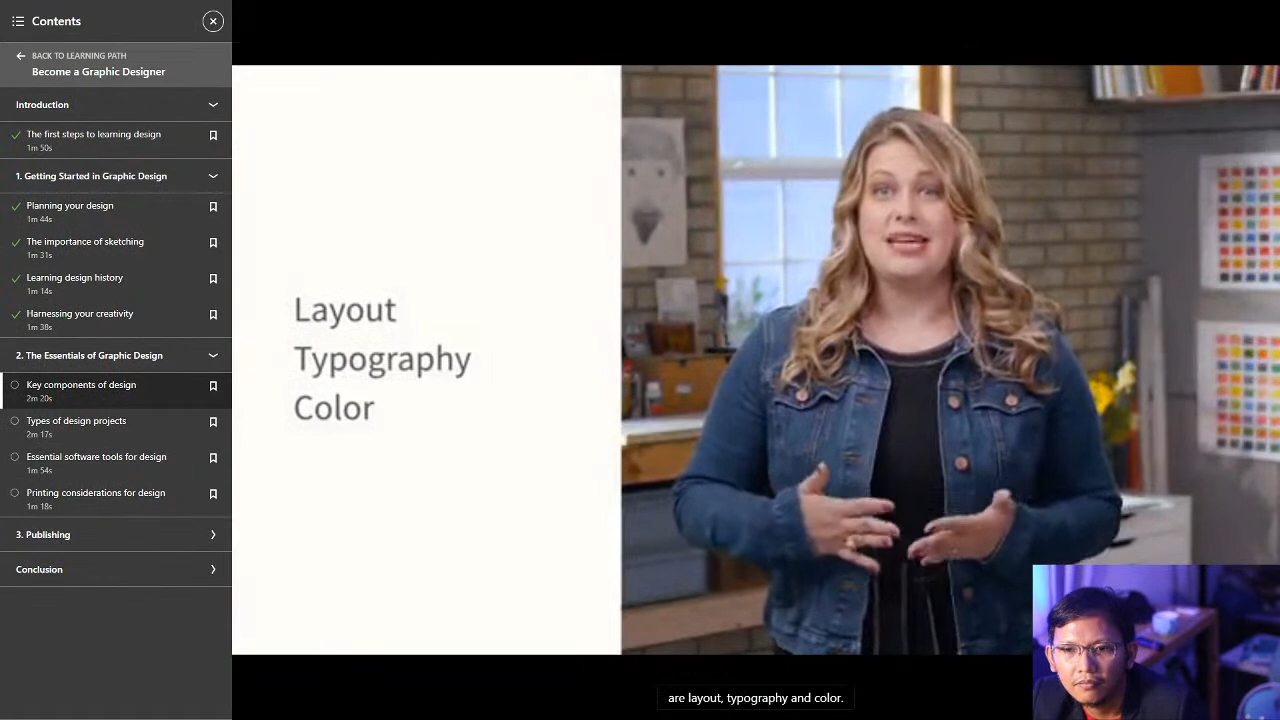 Contents
BACK TO LEARNING PATH
Become a Graphic Designer
Introduction
The first steps to learning design
1m 50s
1. Getting Started in Graphic Design
Planning your design
1m 44s
The importance of sketching
1m 31s
Learning design history
1m 14s
Harnessing your creativity
1m 38s
2. The Essentials of Graphic Design
Key components of design
2m 20s
Types of design projects
2m 17s
Essential software tools for design
1m 54s
Printing considerations for design
1m 18s
3. Publishing
Conclusion
Layout
Typography
Color
are layout, typography and color.